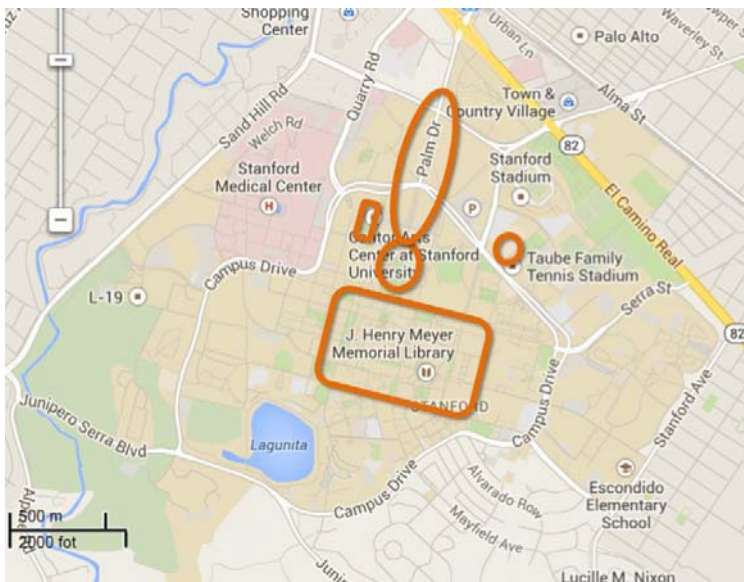 Shopping
Center
Urban Ln
Palo Alto
Waverley St
Quarry Rd
Sand Hill Rd
Alma St
Town &
Country Village
Palm Dr
Welch Rd
82
Stanford
Medical Center
H
Stanford
Stadium
P
El Camino Real
Cantor Arts
Center at Stanford
University
Taube Family
Tennis Stadium
Campus Drive
L-19
Serra St
82
J. Henry Meyer
Memorial Library
STANFORD
Campus Drive
Stanford Ave
Junipero Serra Blvd
Lagunita
Campus Drive
Alvarado Row
Mayfield Ave
Escondido
Elementary
School
500 m
2000 fot
Lucille M. Nixon